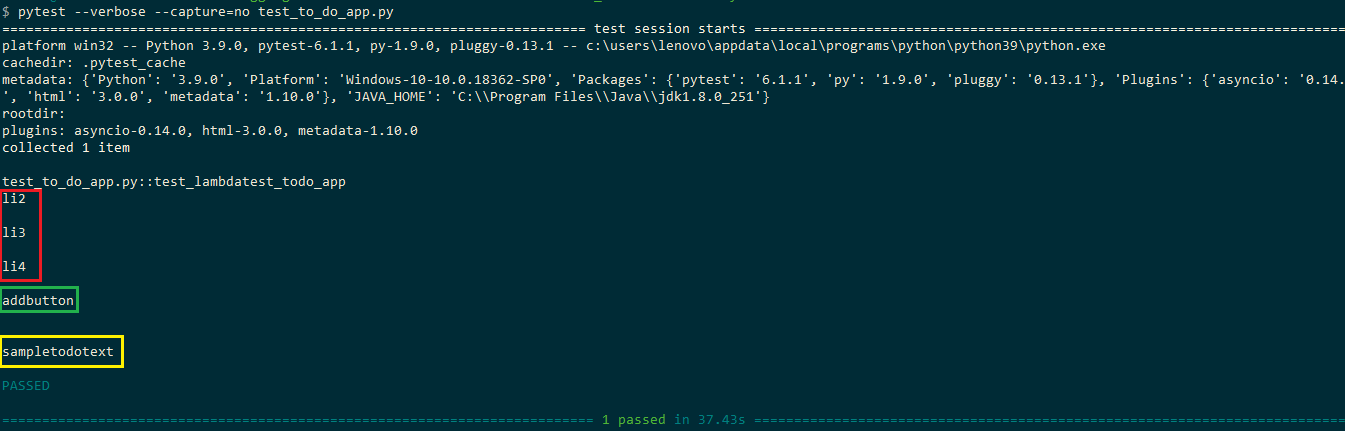 $ pytest --verbose --capture=no test_to_do_app.py
============================================================================ test session starts ============================================================================
platform win32 -- Python 3.9.0, pytest-6.1.1, py-1.9.0, pluggy-0.13.1 -- c:\users\lenovo\appdata\local\programs\python\python39\python.exe
cachedir: .pytest_cache
metadata: {'Python': '3.9.0', 'Platform': 'Windows-10-10.0.18362-SP0', 'Packages': {'pytest': '6.1.1', 'py': '1.9.0', 'pluggy': '0.13.1'}, 'Plugins': {'asyncio': '0.14.
', 'html': '3.0.0', 'metadata': '1.10.0'}, 'JAVA_HOME': 'C:\\Program Files\\Java\\jdk1.8.0_251'}
rootdir:
plugins: asyncio-0.14.0, html-3.0.0, metadata-1.10.0
collected 1 item
test_to_do_app.py::test_lambdatest_todo_app
li2
li3
li4
addbutton
sampletodotext
PASSED
============================================================================ 1 passed in 37.43s ============================================================================